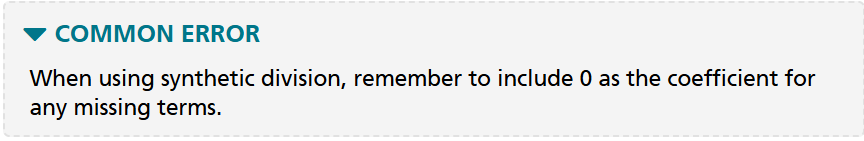 COMMON ERROR
When using synthetic division, remember to include 0 as the coefficient for
any missing terms.